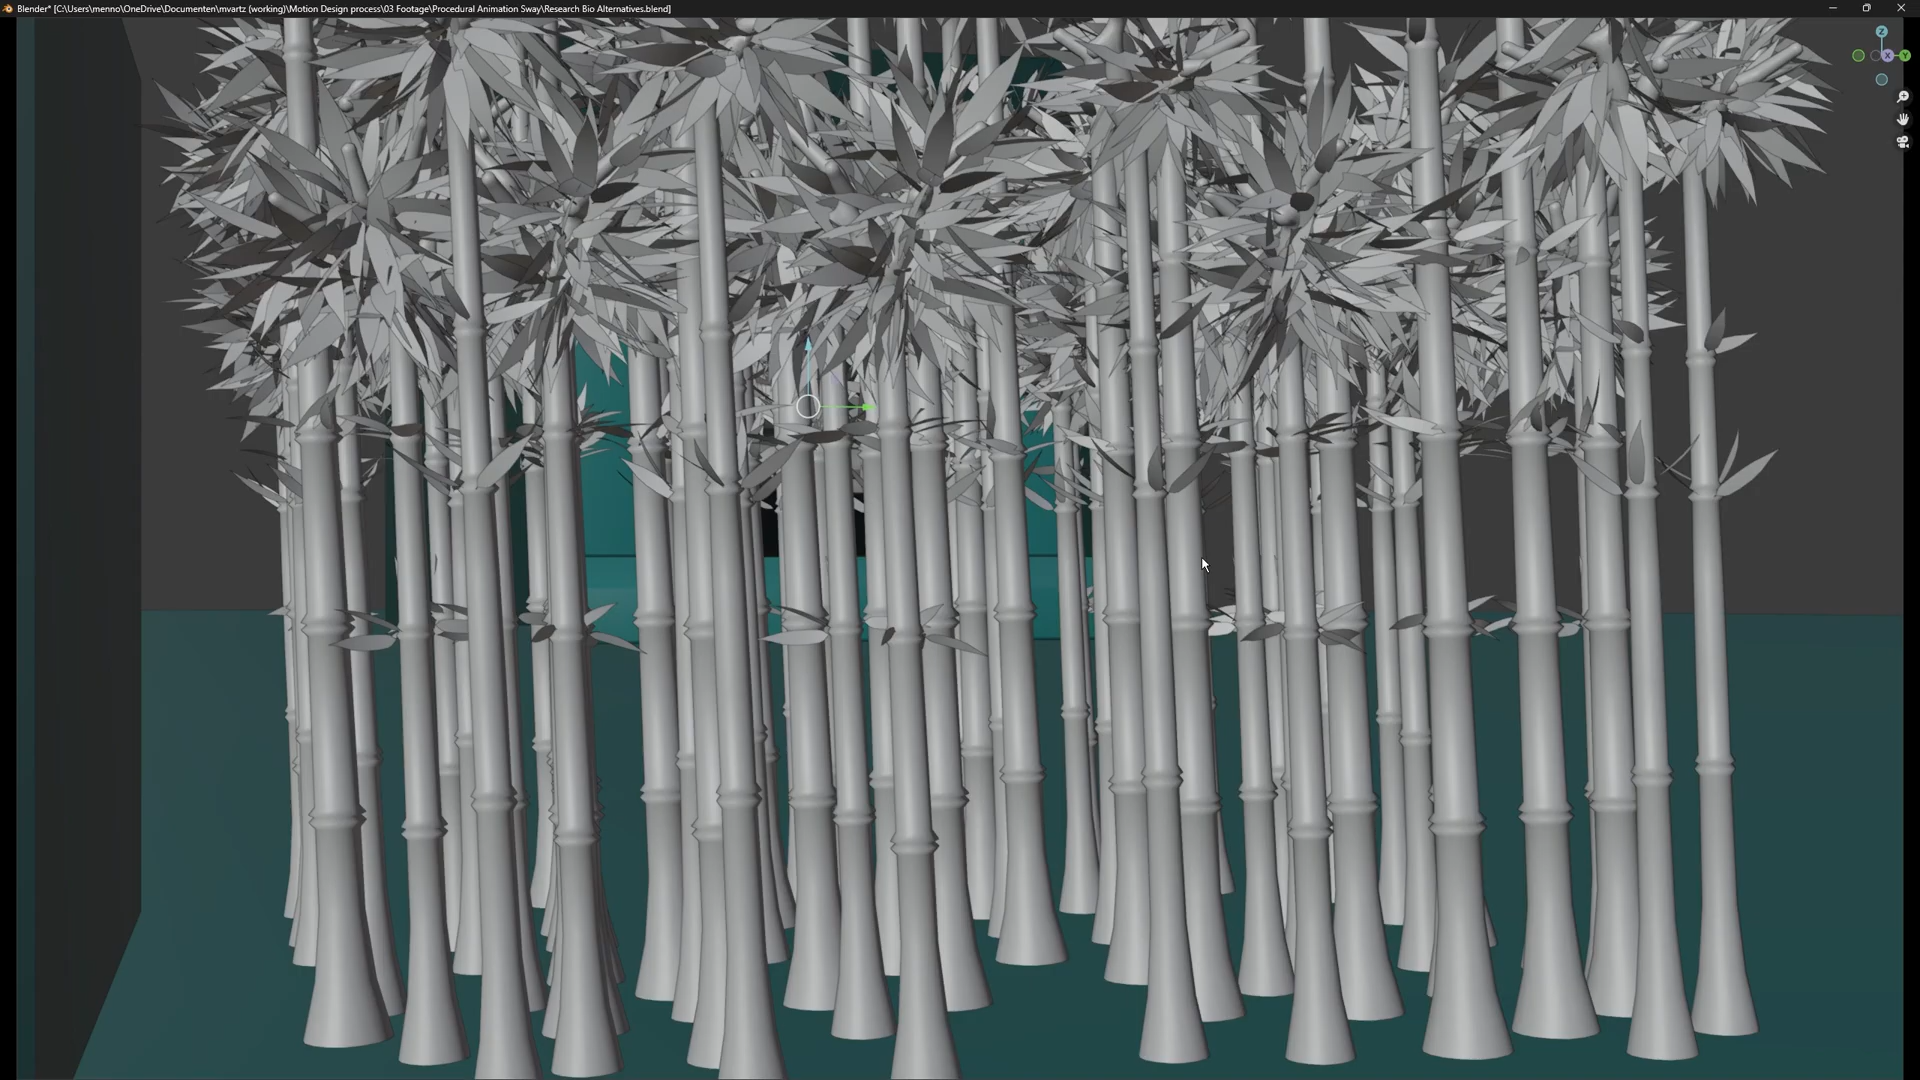 Blender* [C:\Users\menno\OneDrive\Documenten\mvartz (working)\Motion Design process\03 Footage\Procedural Animation Sway\Research Bio Alternatives.blend]
Z
X
Y